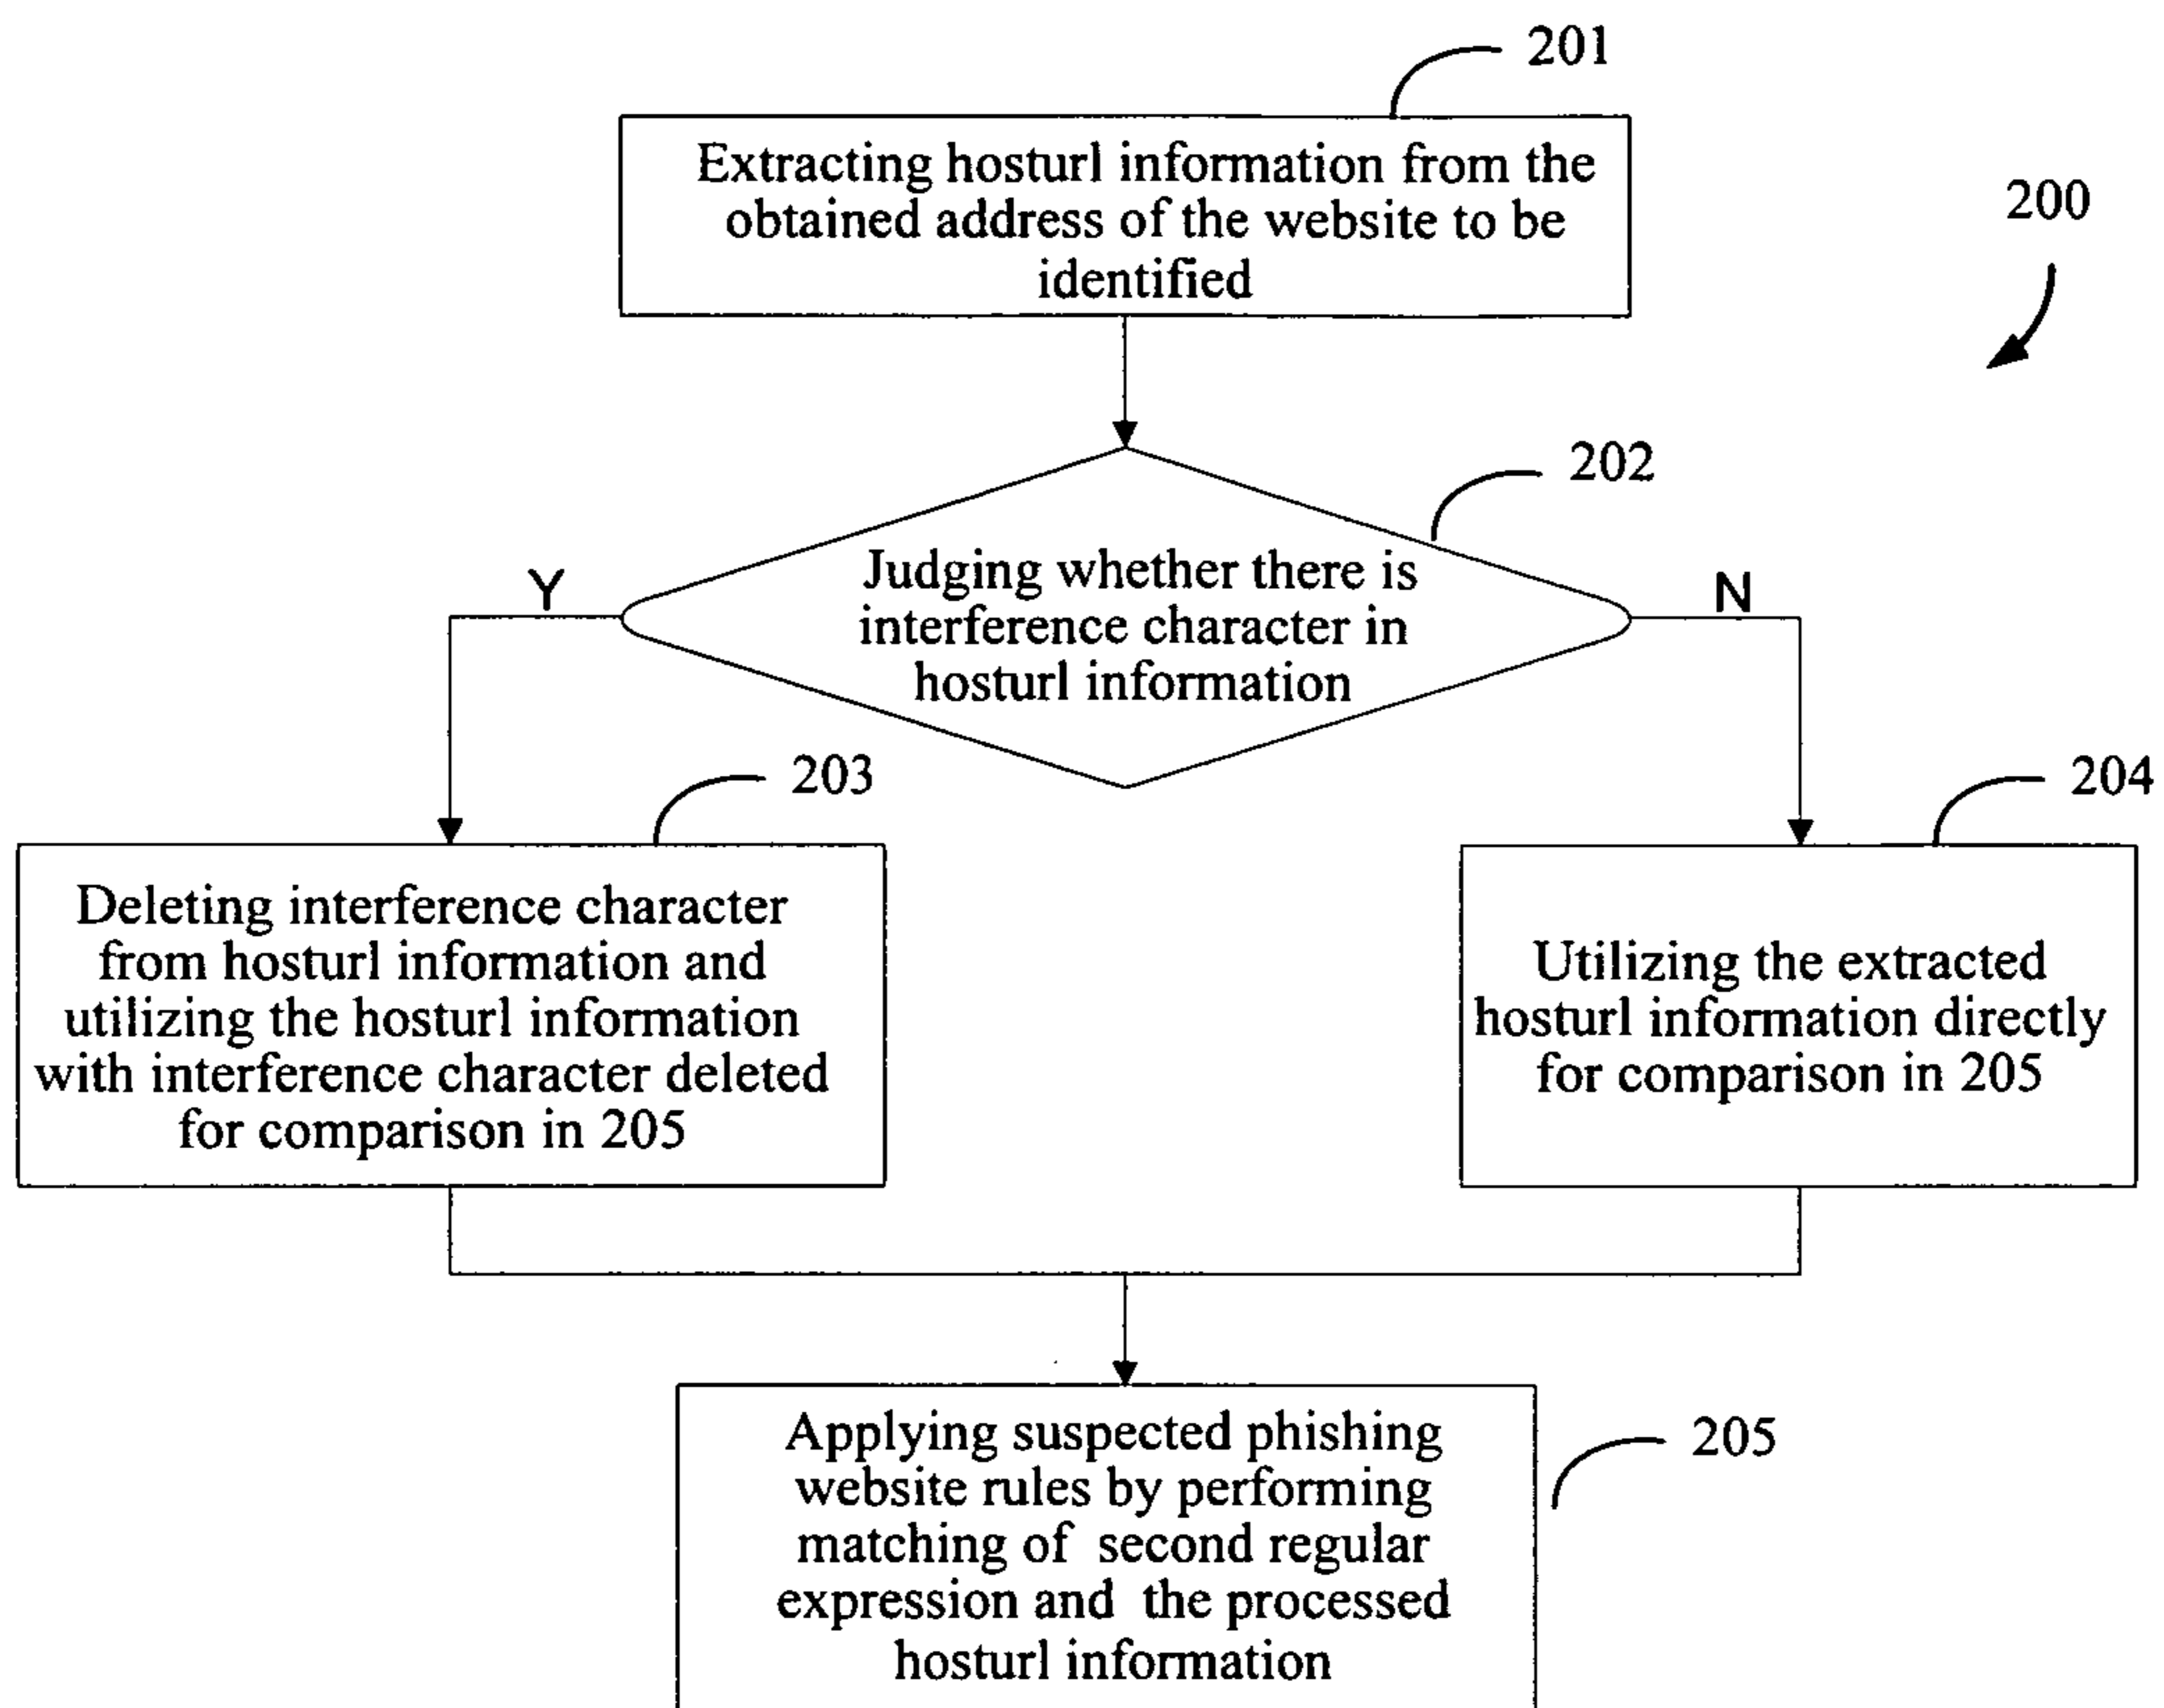 201
Extracting hosturl information from the
obtained address of the website to be
identified
200
202
Judging whether there is
interference character in
hosturl information
Y
N
203
204
Deleting interference character
from hosturl information and
utilizing the hosturl information
with interference character deleted
for comparison in 205
Utilizing the extracted
hosturl information directly
for comparison in 205
Applying suspected phishing
website rules by performing
matching of second regular
expression and the processed
hosturl information
205